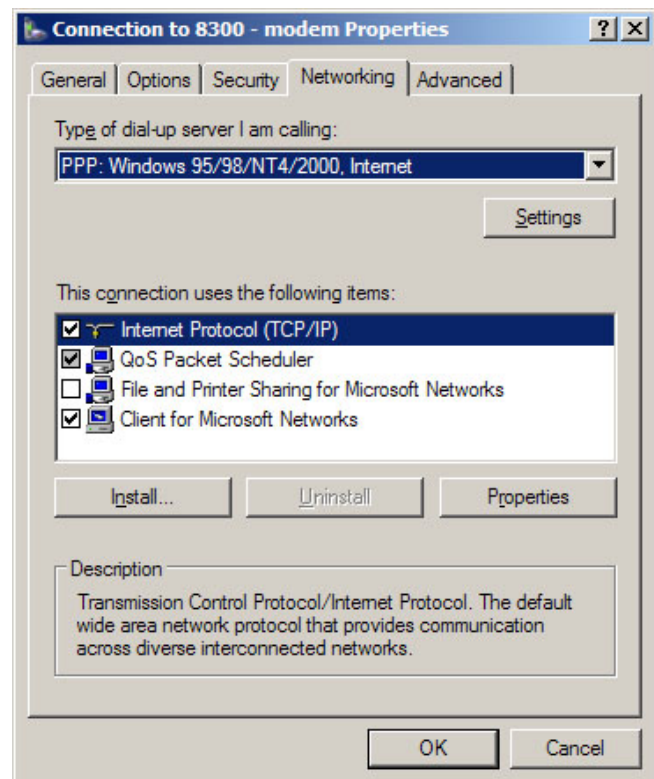 Connection to 8300 - modem Properties
? X
General Options Security Networking Advanced
Type of dial-up server I am calling:
PPP: Windows 95/98/NT4/2000, Internet
Settings
This connection uses the following items:
Internet Protocol (TCP/IP)
QoS Packet Scheduler
File and Printer Sharing for Microsoft Networks
Client for Microsoft Networks
Install... Uninstall Properties
Description
Transmission Control Protocol/Internet Protocol. The default
wide area network protocol that provides communication
across diverse interconnected networks.
OK Cancel